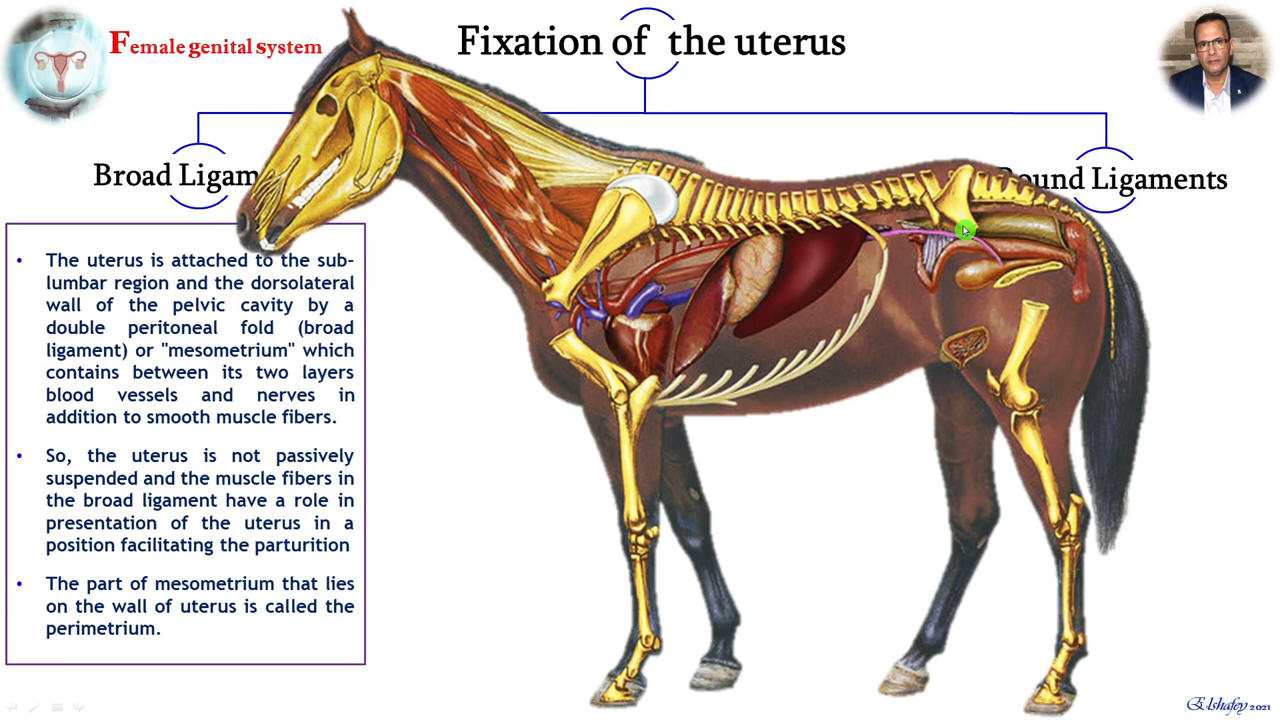 Female genital system
Fixation of the uterus
Broad Ligam
Round Ligaments
• The uterus is attached to the sub-
lumbar region and the dorsolateral
wall of the pelvic cavity by a
double peritoneal fold (broad
ligament) or "mesometrium" which
contains between its two layers
blood vessels and nerves in
addition to smooth muscle fibers.
• So, the uterus is not passively
suspended and the muscle fibers in
the broad ligament have a role in
presentation of the uterus in a
position facilitating the parturition
• The part of mesometrium that lies
on the wall of uterus is called the
perimetrium.
Elshafey 2021